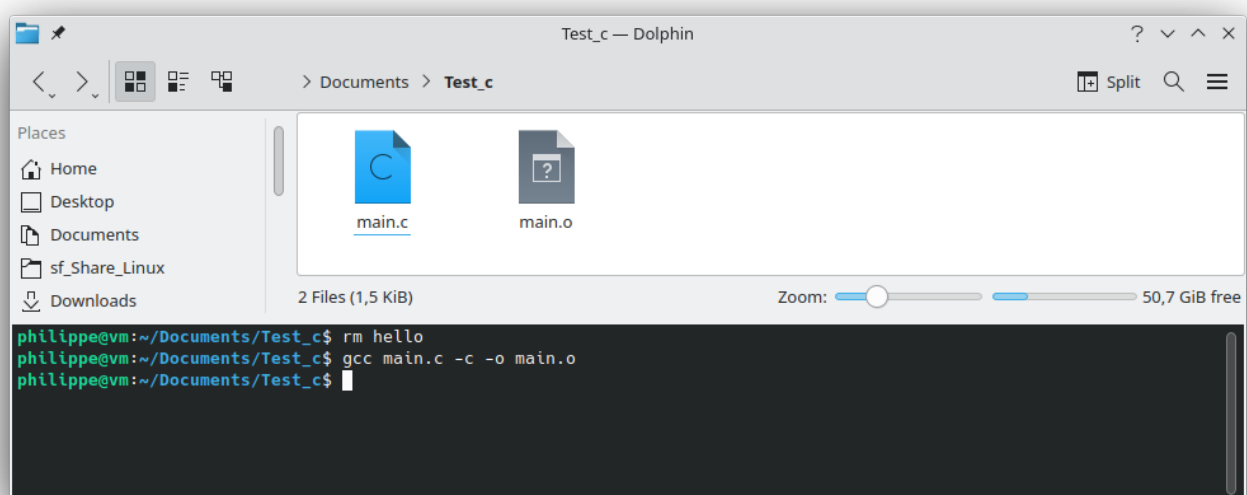 Test_c — Dolphin
Documents Test_c Split
Places
Home
Desktop
Documents
sf_Share_Linux
Downloads
C ?
main.c main.o
2 Files (1,5 KiB) Zoom: 50,7 GiB free
philippe@vm:~/Documents/Test_c$ rm hello
philippe@vm:~/Documents/Test_c$ gcc main.c -c -o main.o
philippe@vm:~/Documents/Test_c$